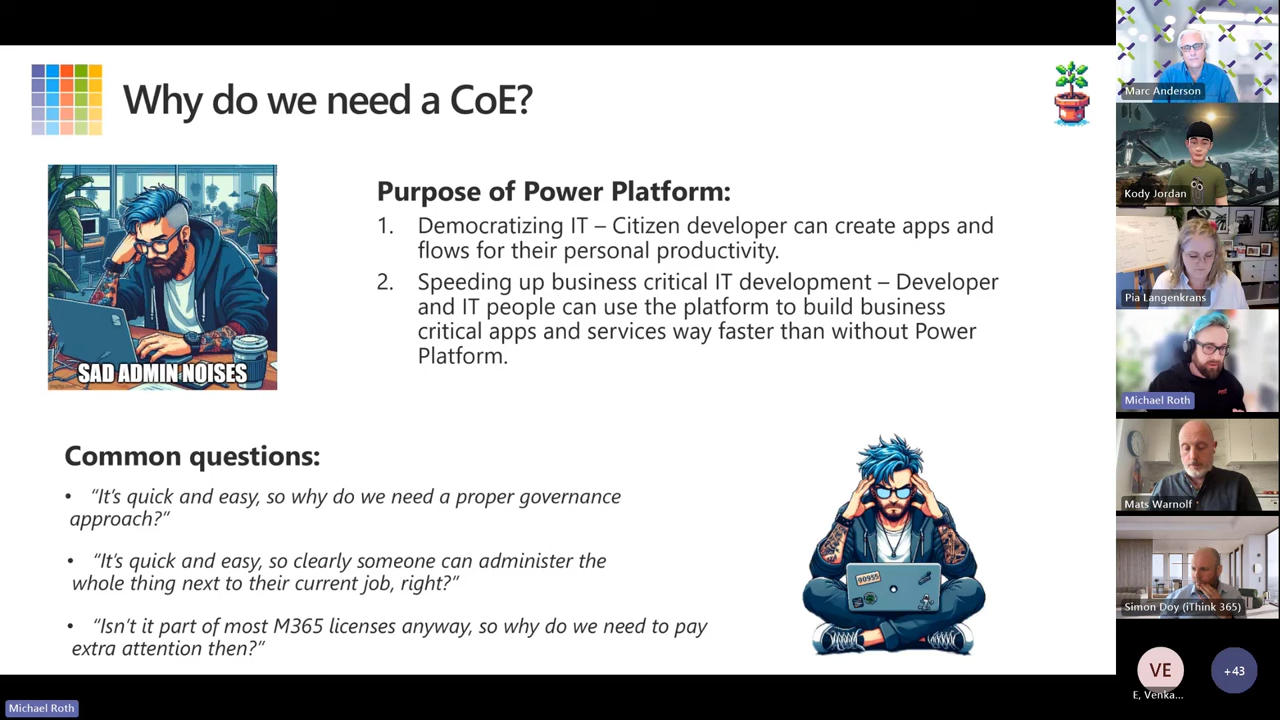 Why do we need a CoE?
SAD ADMIN NOISES
Purpose of Power Platform:
1. Democratizing IT – Citizen developer can create apps and
flows for their personal productivity.
2. Speeding up business critical IT development – Developer
and IT people can use the platform to build business
critical apps and services way faster than without Power
Platform.
Common questions:
• “It’s quick and easy, so why do we need a proper governance
approach?”
• “It’s quick and easy, so clearly someone can administer the
whole thing next to their current job, right?”
• “Isn’t it part of most M365 licenses anyway, so why do we need to pay
extra attention then?”
Marc Anderson
Kody Jordan
Pia Langenkrans
Michael Roth
Mats Warnolf
Simon Doy (iThink 365)
VE
E, Venka...
+43
Michael Roth